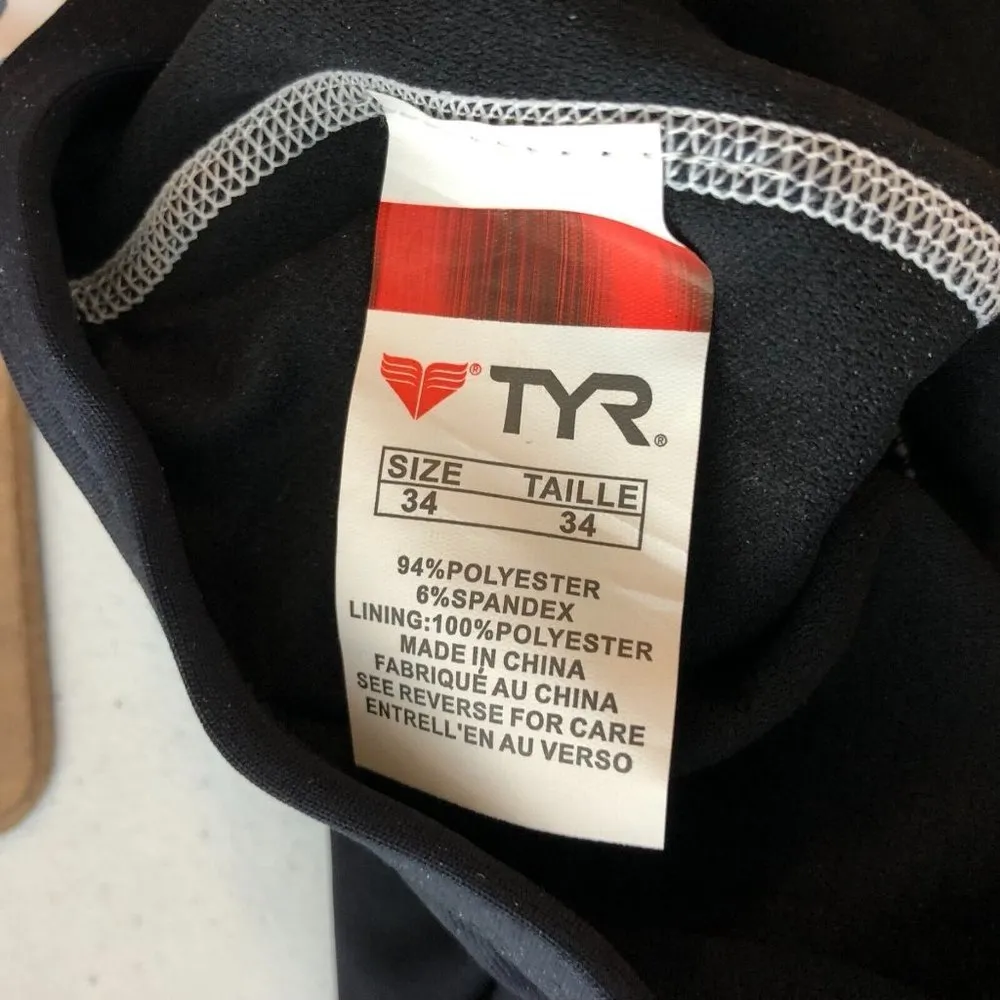 ® TYR®
SIZE TAILLE
34 34
94%POLYESTER
6%SPANDEX
LINING:100%POLYESTER
MADE IN CHINA
FABRIQUÉ AU CHINA
SEE REVERSE FOR CARE
ENTRELL'EN AU VERSO